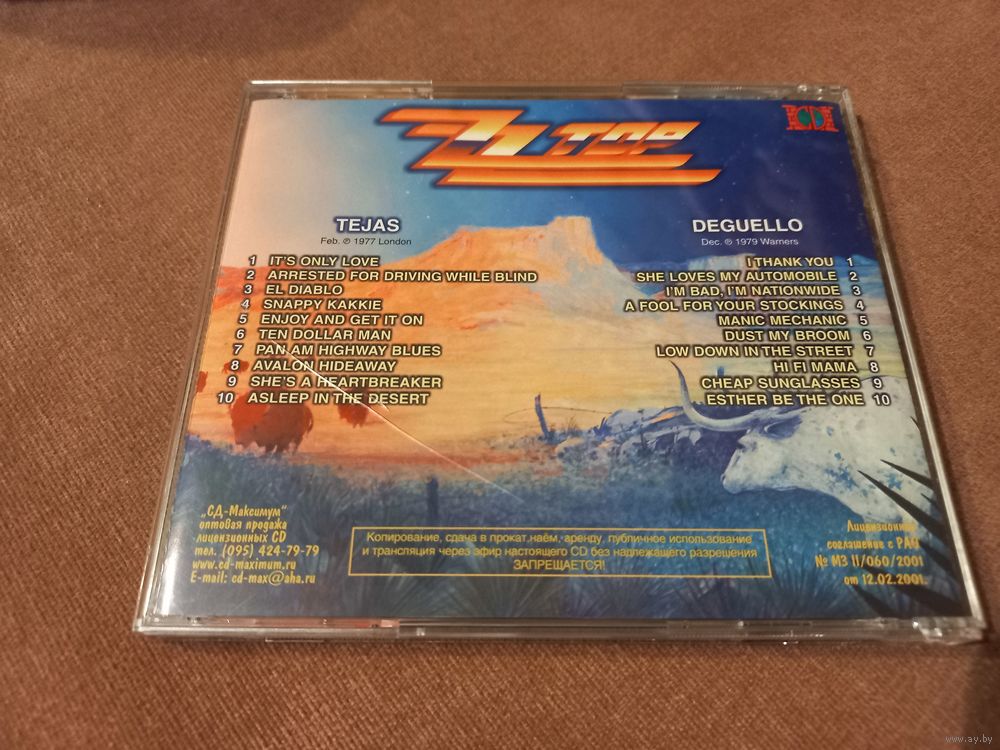 ZZ TOP
TEJAS
Feb. ℗ 1977 London
1 IT'S ONLY LOVE
2 ARRESTED FOR DRIVING WHILE BLIND
3 EL DIABLO
4 SNAPPY KAKKIE
5 ENJOY AND GET IT ON
6 TEN DOLLAR MAN
7 PAN AM HIGHWAY BLUES
8 AVALON HIDEAWAY
9 SHE'S A HEARTBREAKER
10 ASLEEP IN THE DESERT
DEGUELLO
Dec. ℗ 1979 Warners
I THANK YOU 1
SHE LOVES MY AUTOMOBILE 2
I'M BAD, I'M NATIONWIDE 3
A FOOL FOR YOUR STOCKINGS 4
MANIC MECHANIC 5
DUST MY BROOM 6
LOW DOWN IN THE STREET 7
HI FI MAMA 8
CHEAP SUNGLASSES 9
ESTHER BE THE ONE 10
„СД-Максимум"
оптовая продажа
лицензионных CD
тел. (095) 424-79-79
www.cd-maximum.ru
E-mail: cd-max@aha.ru
Копирование, сдача в прокат, наём, аренду, публичное использование
и трансляция через эфир настоящего CD без надлежащего разрешения
ЗАПРЕЩАЕТСЯ!
Лицензионное
соглашение с РАО
№ МЗ 11/060/2001
от 12.02.2001.
www.ay.by